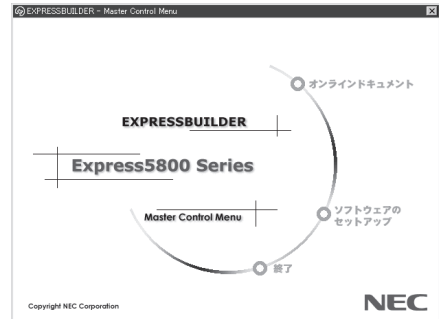 EXPRESSBUILDER - Master Control Menu
オンラインドキュメント
EXPRESSBUILDER
Express5800 Series
Master Control Menu
ソフトウェアの
セットアップ
終了
Copyright NEC Corporation
NEC